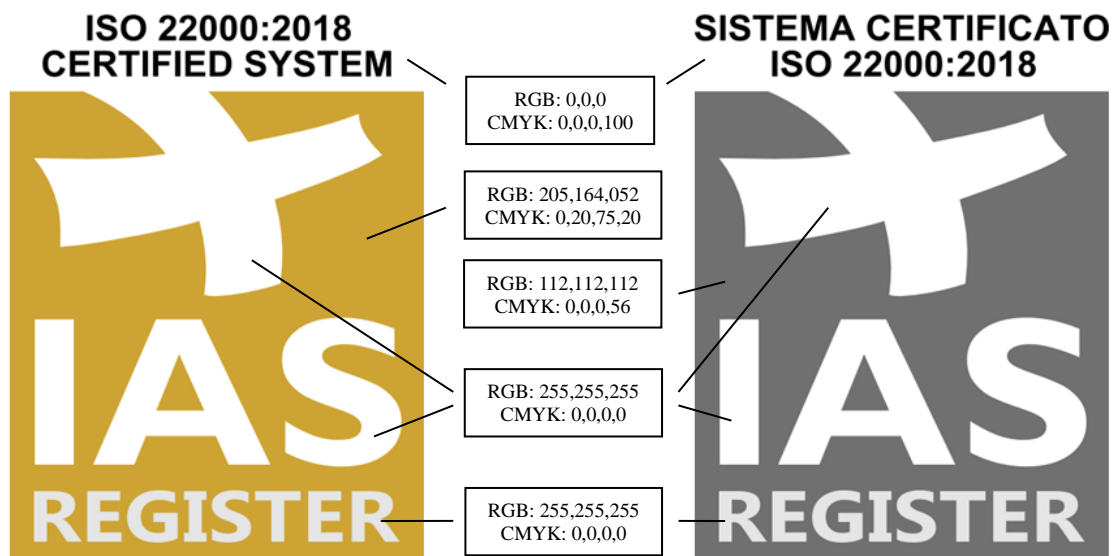 ISO 22000:2018
CERTIFIED SYSTEM
SISTEMA CERTIFICATO
ISO 22000:2018
RGB: 0,0,0
CMYK: 0,0,0,100
RGB: 205,164,052
CMYK: 0,20,75,20
RGB: 112,112,112
CMYK: 0,0,0,56
RGB: 255,255,255
CMYK: 0,0,0,0
RGB: 255,255,255
CMYK: 0,0,0,0
IAS
REGISTER
IAS
REGISTER